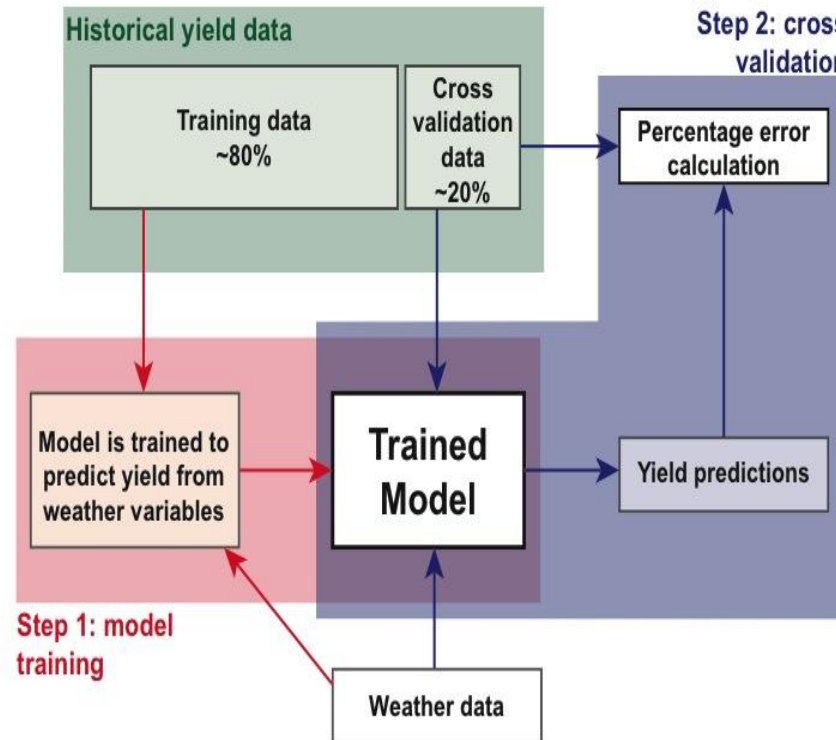 Historical yield data
Step 2: cross
validation
Training data
~80%
Cross
validation
data
~20%
Percentage error
calculation
Model is trained to
predict yield from
weather variables
Trained
Model
Yield predictions
Step 1: model
training
Weather data